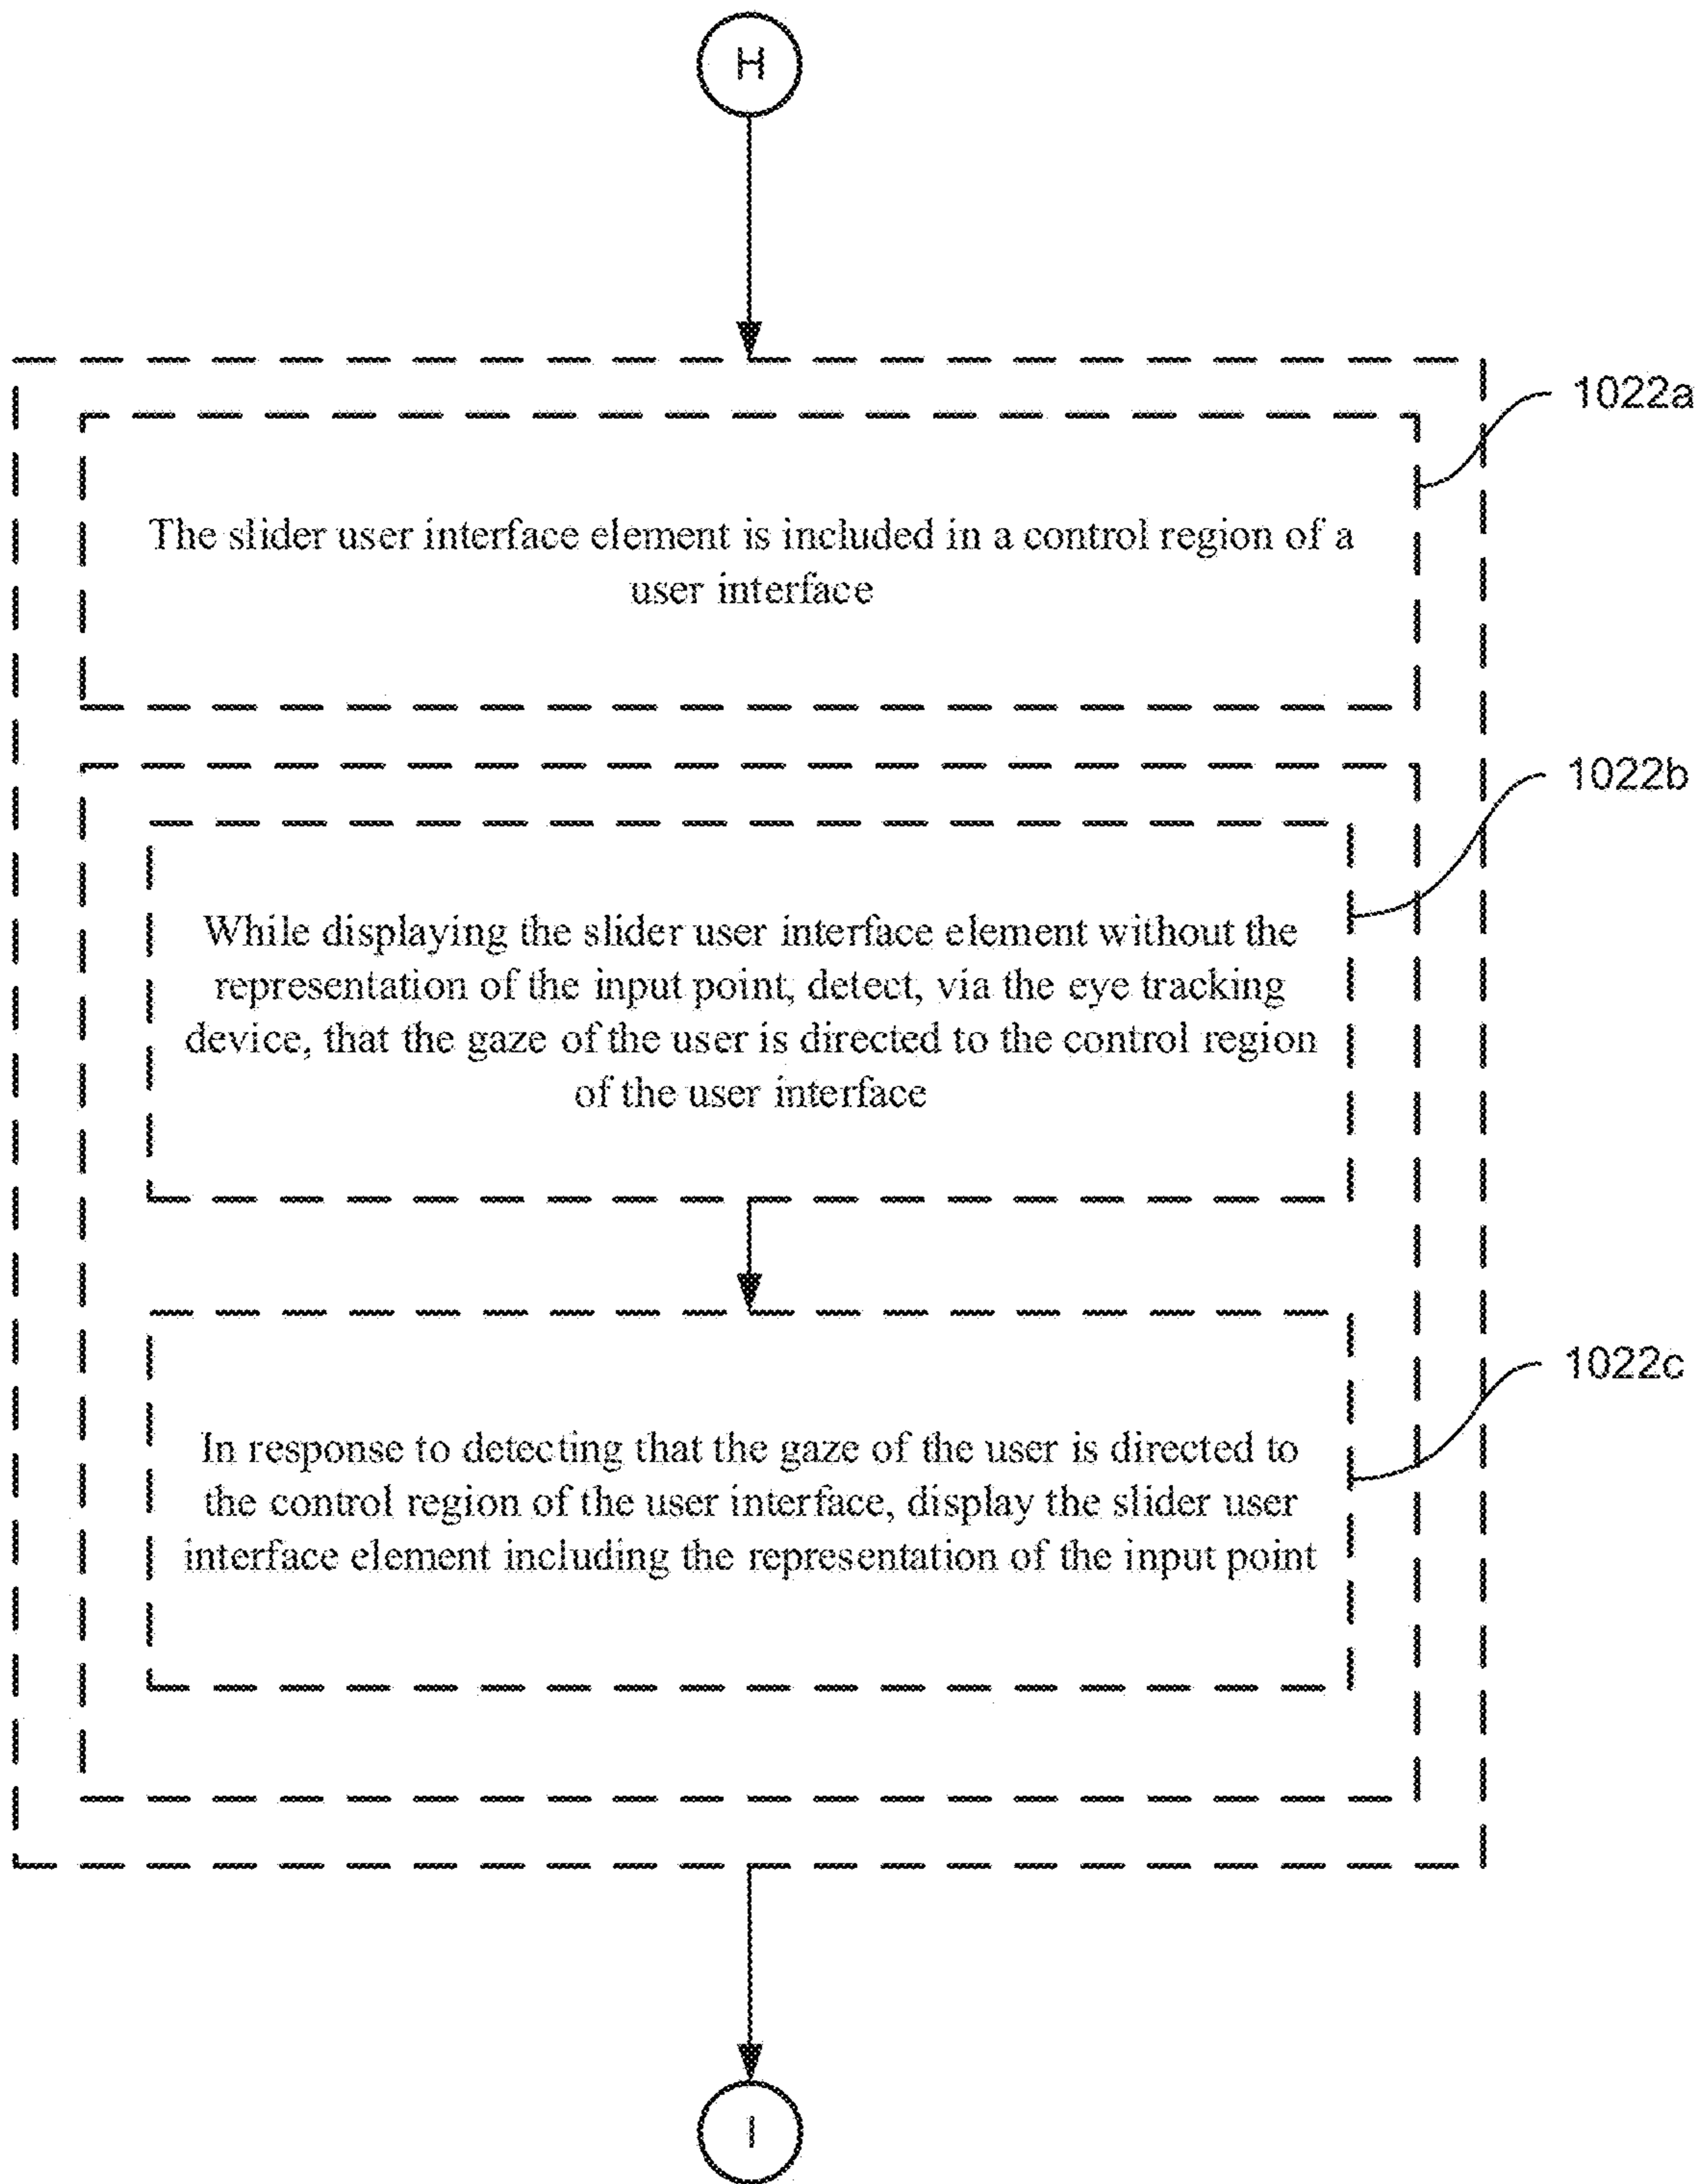 H
1022a
The slider user interface element is included in a control region of a
user interface
1022b
While displaying the slider user interface element without the
representation of the input point, detect, via the eye tracking
device, that the gaze of the user is directed to the control region
of the user interface
1022c
In response to detecting that the gaze of the user is directed to
the control region of the user interface, display the slider user
interface element including the representation of the input point
I